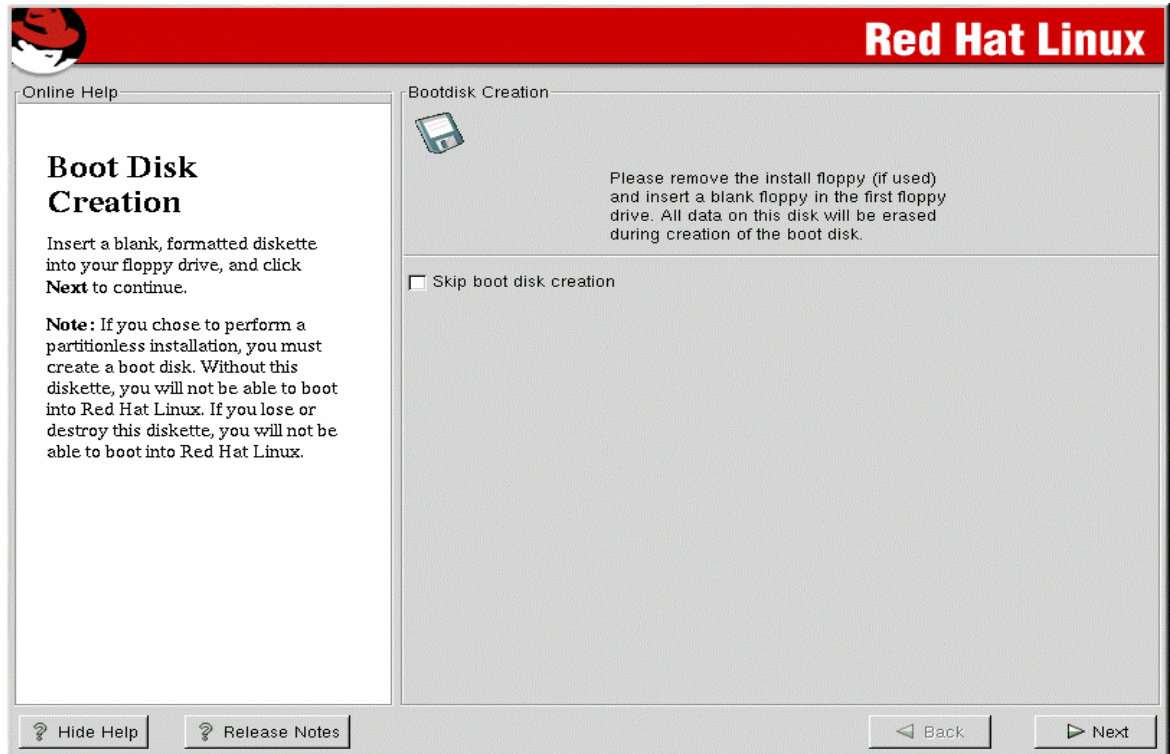 Red Hat Linux
Online Help
Boot Disk
Creation
Insert a blank, formatted diskette
into your floppy drive, and click
Next to continue.
Note: If you chose to perform a
partitionless installation, you must
create a boot disk. Without this
diskette, you will not be able to boot
into Red Hat Linux. If you lose or
destroy this diskette, you will not be
able to boot into Red Hat Linux.
Bootdisk Creation
Please remove the install floppy (if used)
and insert a blank floppy in the first floppy
drive. All data on this disk will be erased
during creation of the boot disk.
Skip boot disk creation
? Hide Help
? Release Notes
Back
Next